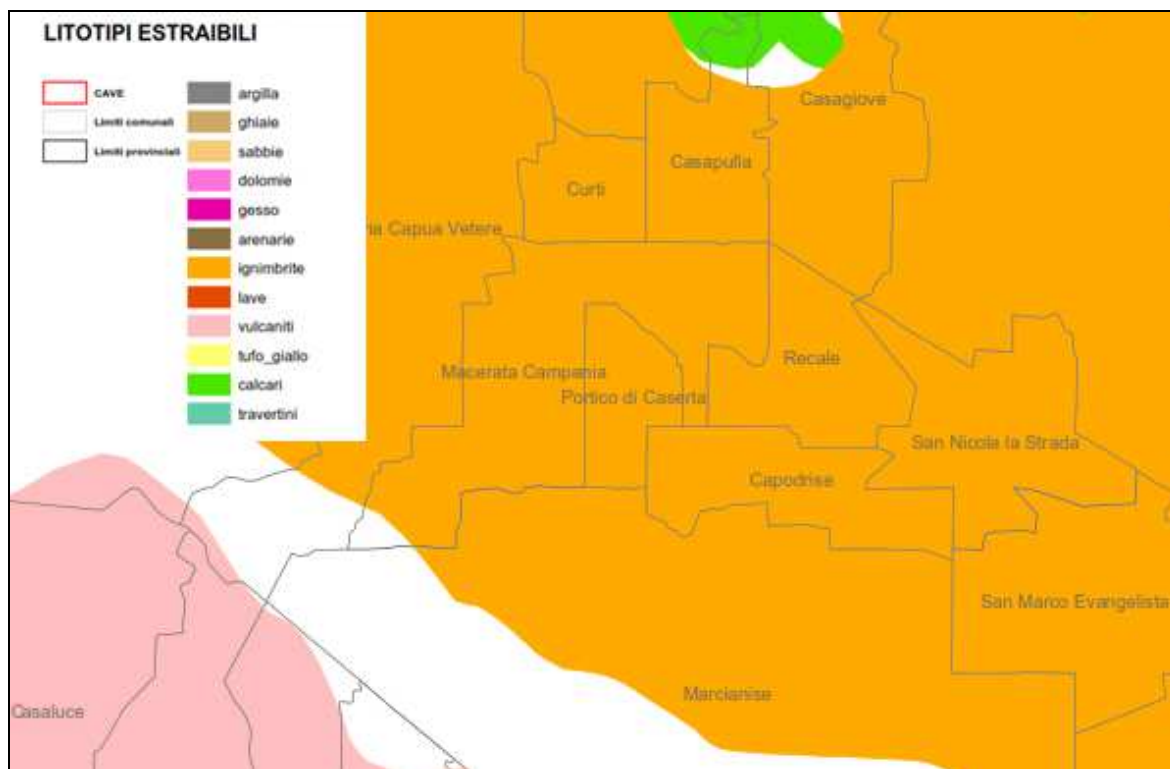 LITOTIPI ESTRAIBILI
CAVE
Limiti comunali
Limiti provinciali
argilla
ghiaie
sabbie
dolomie
gesso
arenarie
ignimbrite
lave
vulcaniti
tufo_giallo
calcari
travertini
Casagiove
Casapulla
Curti
Capua Vetere
Recale
Macerata Campania
Portico di Caserta
San Nicola la Strada
Capodrise
San Marco Evangelista
Marcianise
Casaluce